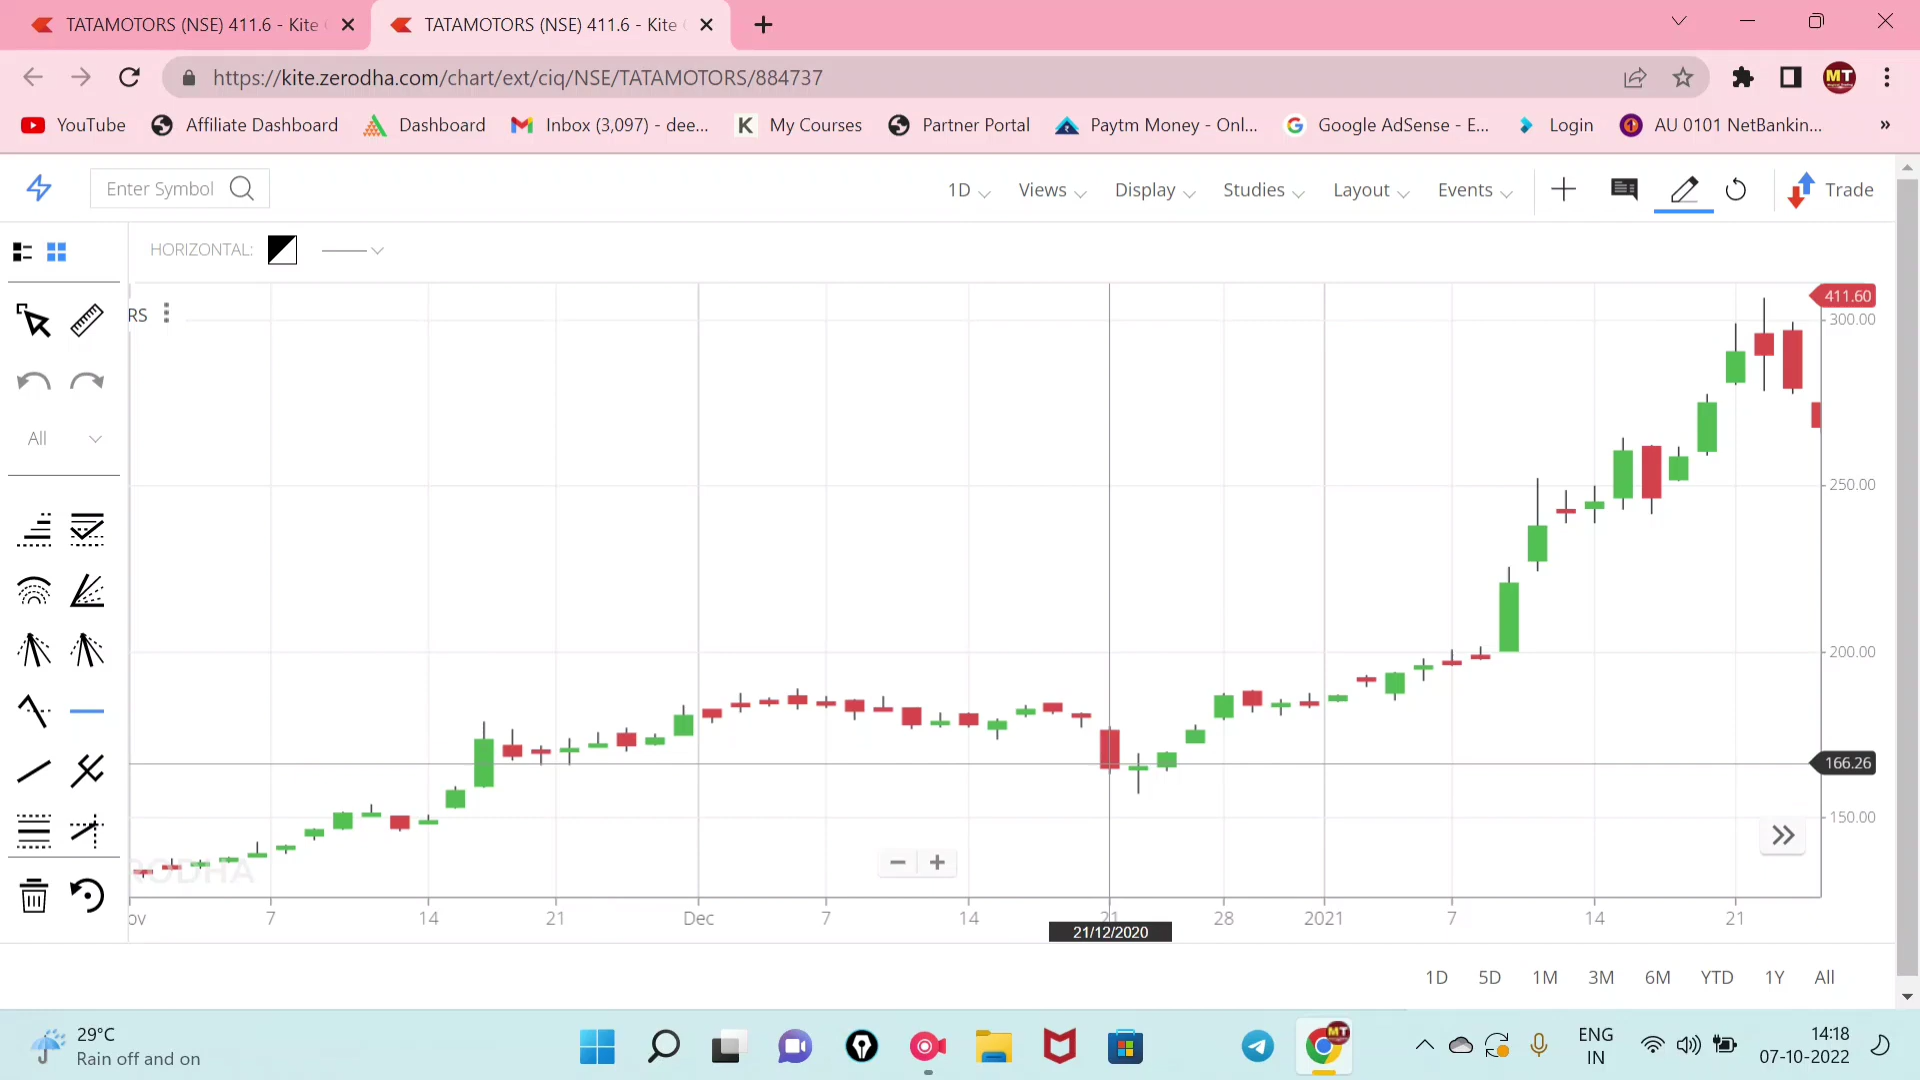 TATAMOTORS (NSE) 411.6 - Kite
TATAMOTORS (NSE) 411.6 - Kite
https://kite.zerodha.com/chart/ext/ciq/NSE/TATAMOTORS/884737
MT
YouTube
Affiliate Dashboard
Dashboard
Inbox (3,097) - dee...
K My Courses
Partner Portal
Paytm Money - Onl...
Google AdSense - E...
Login
AU 0101 NetBankin...
Enter Symbol
1D
Views
Display
Studies
Layout
Events
Trade
HORIZONTAL:
RS
All
411.60
300.00
250.00
200.00
166.26
150.00
RODHA
ov 7 14 21 Dec 7 14 21 28 2021 7 14 21
21/12/2020
1D 5D 1M 3M 6M YTD 1Y All
29°C
Rain off and on
MT
ENG
IN
14:18
07-10-2022